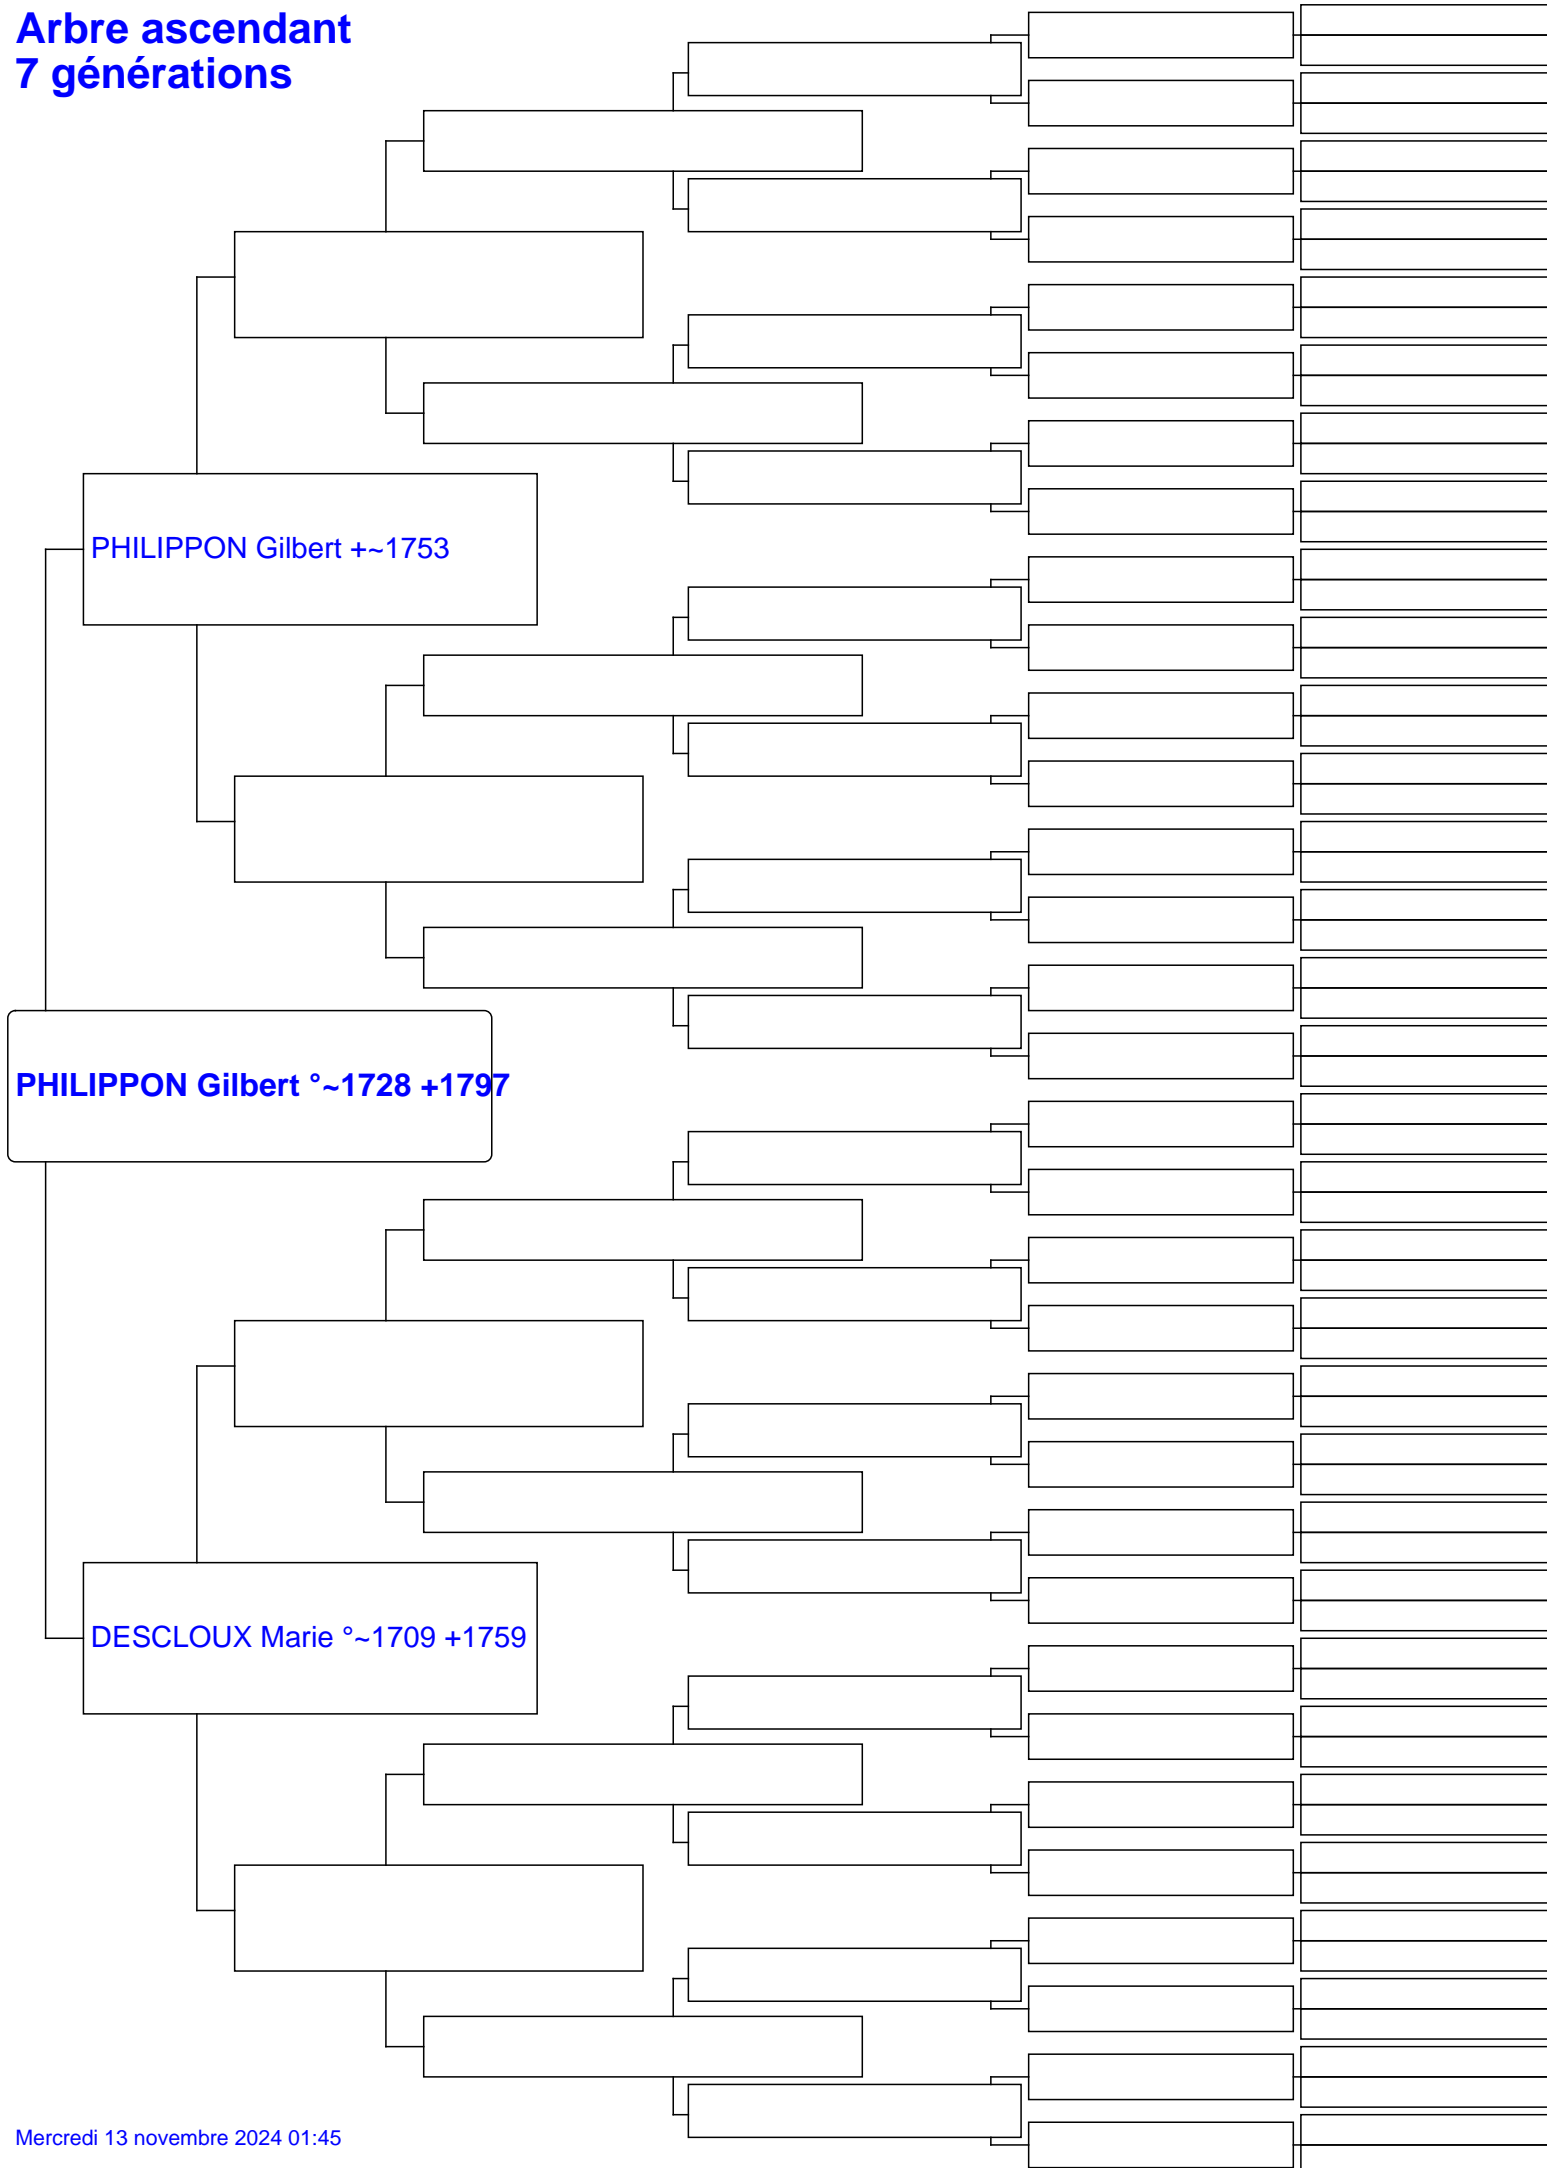 Arbre ascendant
7 générations
PHILIPPON Gilbert +~1753
PHILIPPON Gilbert °~1728 +1797
DESCLOUX Marie °~1709 +1759
Mercredi 13 novembre 2024 01:45